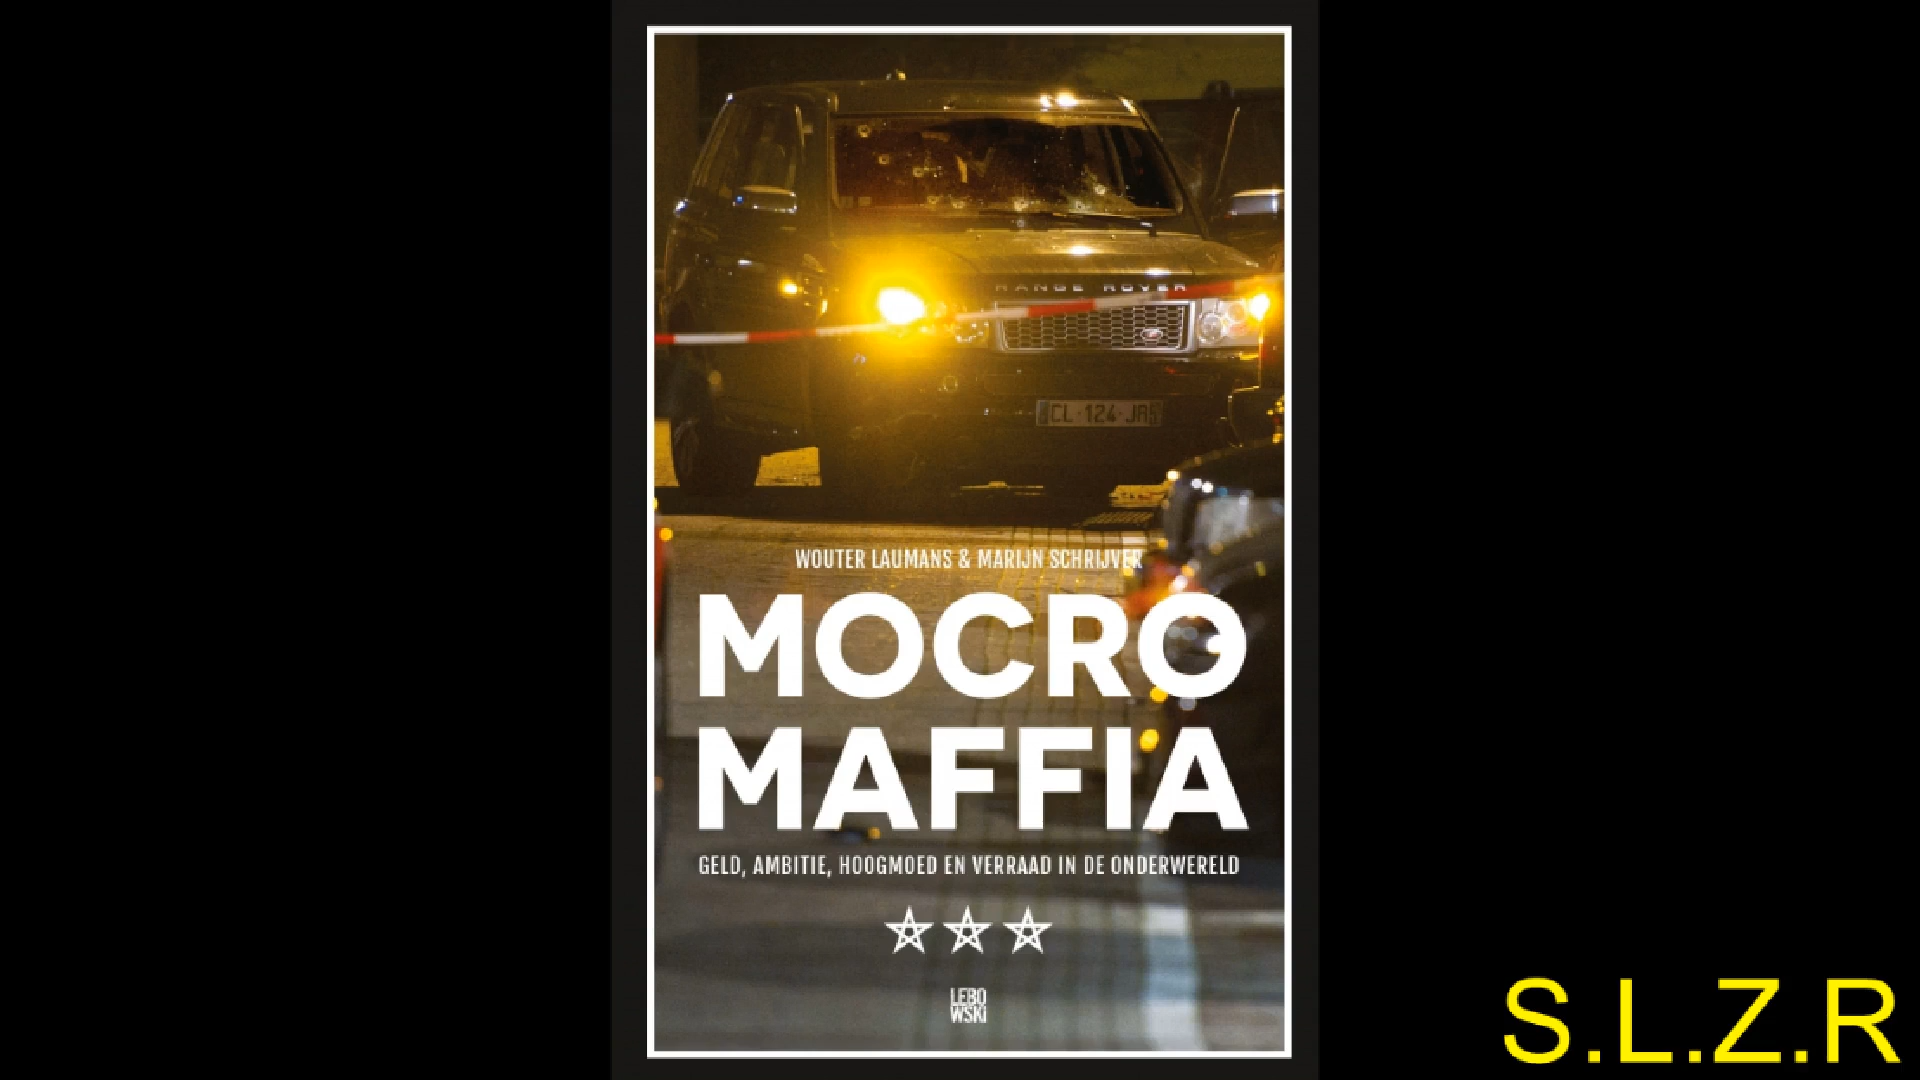 RANGE ROVER
CL-124-JR
WOUTER LAUMANS & MARIJN SCHRIJVER
MOCRO
MAFFIA
GELD, AMBITIE, HOOGMOED EN VERRAAD IN DE ONDERWERELD
LEBO
WSKI
S.L.Z.R